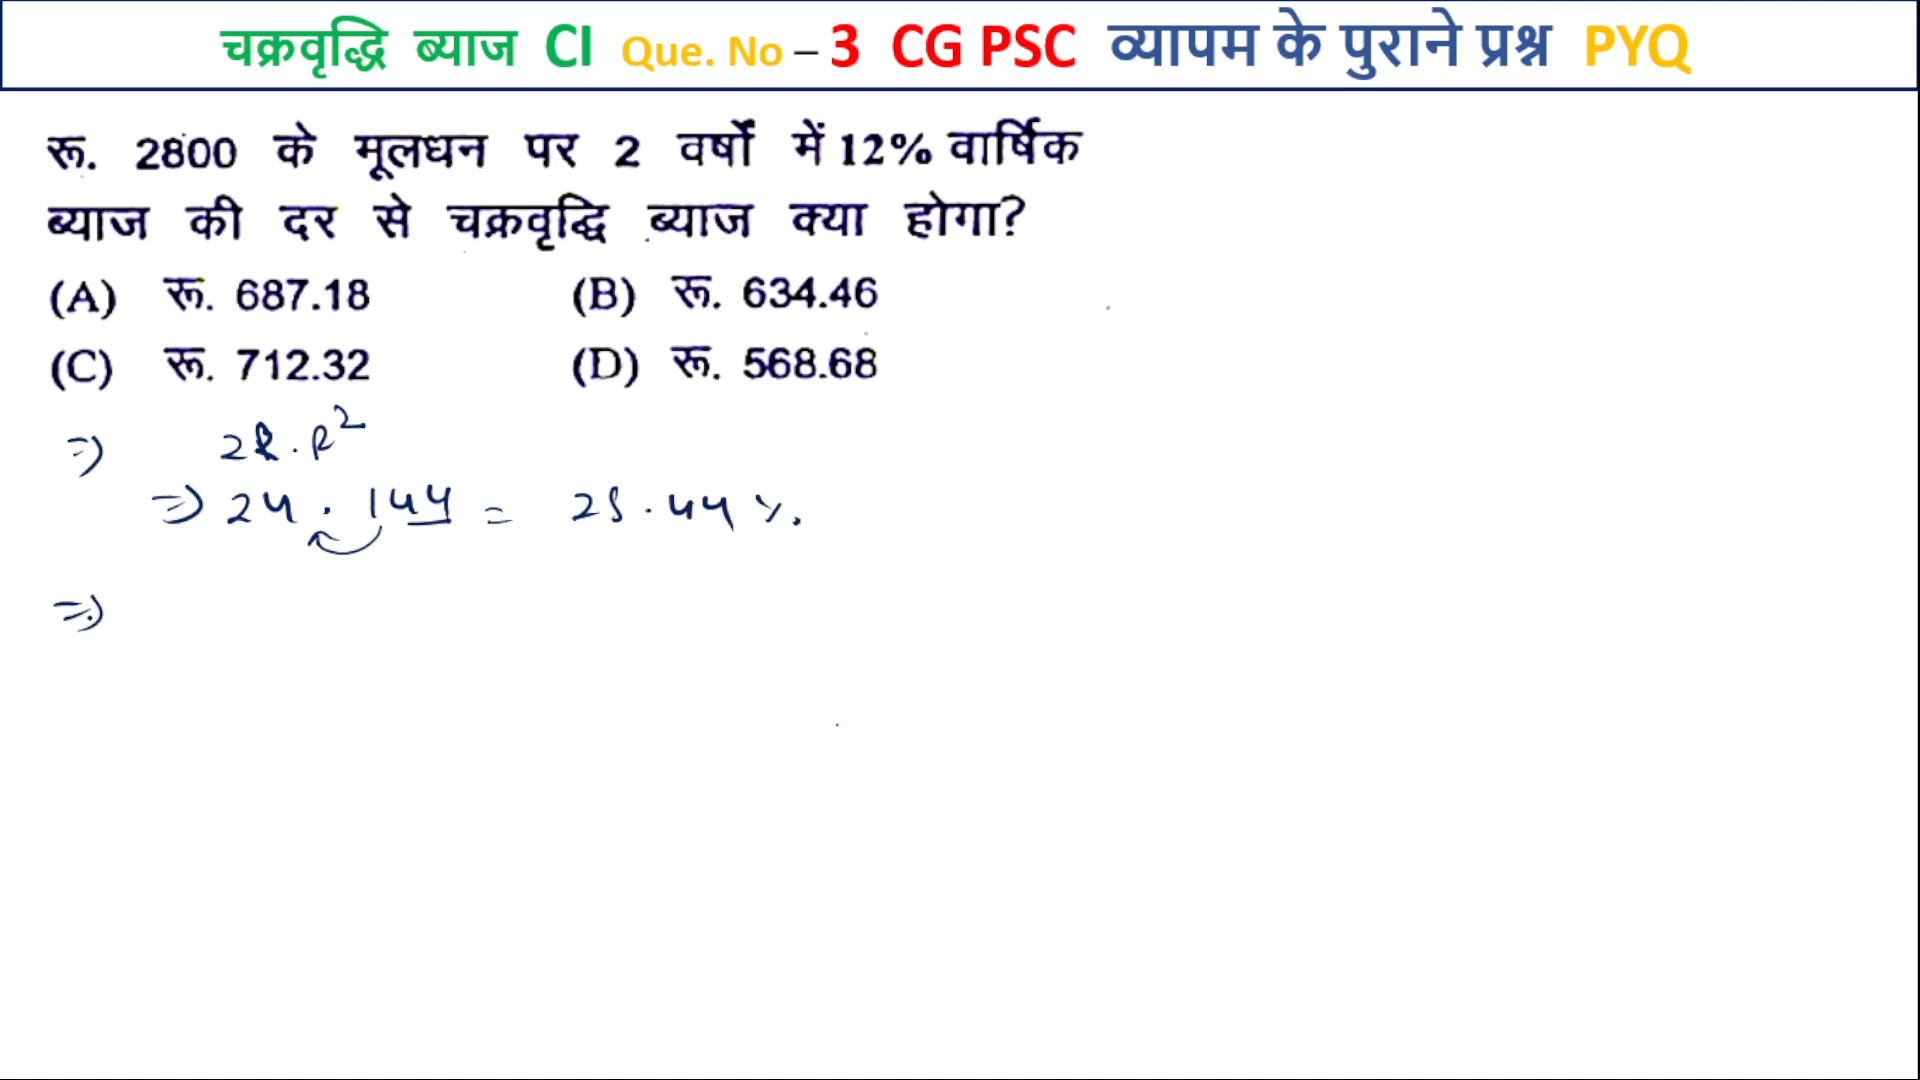 चक्रवृद्धि ब्याज CI Que. No – 3 CG PSC व्यापम के पुराने प्रश्न PYQ
रू. 2800 के मूलधन पर 2 वर्षों में 12% वार्षिक
ब्याज की दर से चक्रवृद्धि ब्याज क्या होगा?
(A) रू. 687.18 (B) रू. 634.46
(C) रू. 712.32 (D) रू. 568.68
⇒ 2R.R²
⇒ 24.144 = 25.44%.
⇒